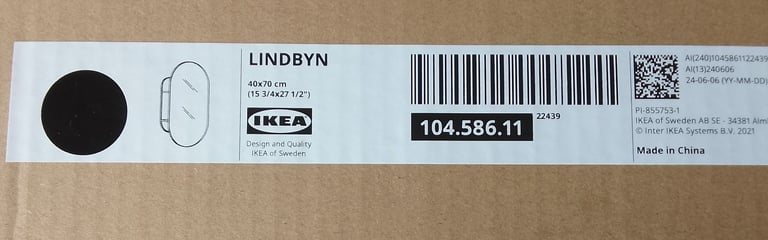 LINDBYN
40x70 cm
(15 3/4x27 1/2")
IKEA
Design and Quality
IKEA of Sweden
22439
104.586.11
AI(240)1045861122439
AI(13)240606
24-06-06 (YY-MM-DD)
PI-855753-1
IKEA of Sweden AB SE - 34381
© Inter IKEA Systems B.V. 2021
Made in China